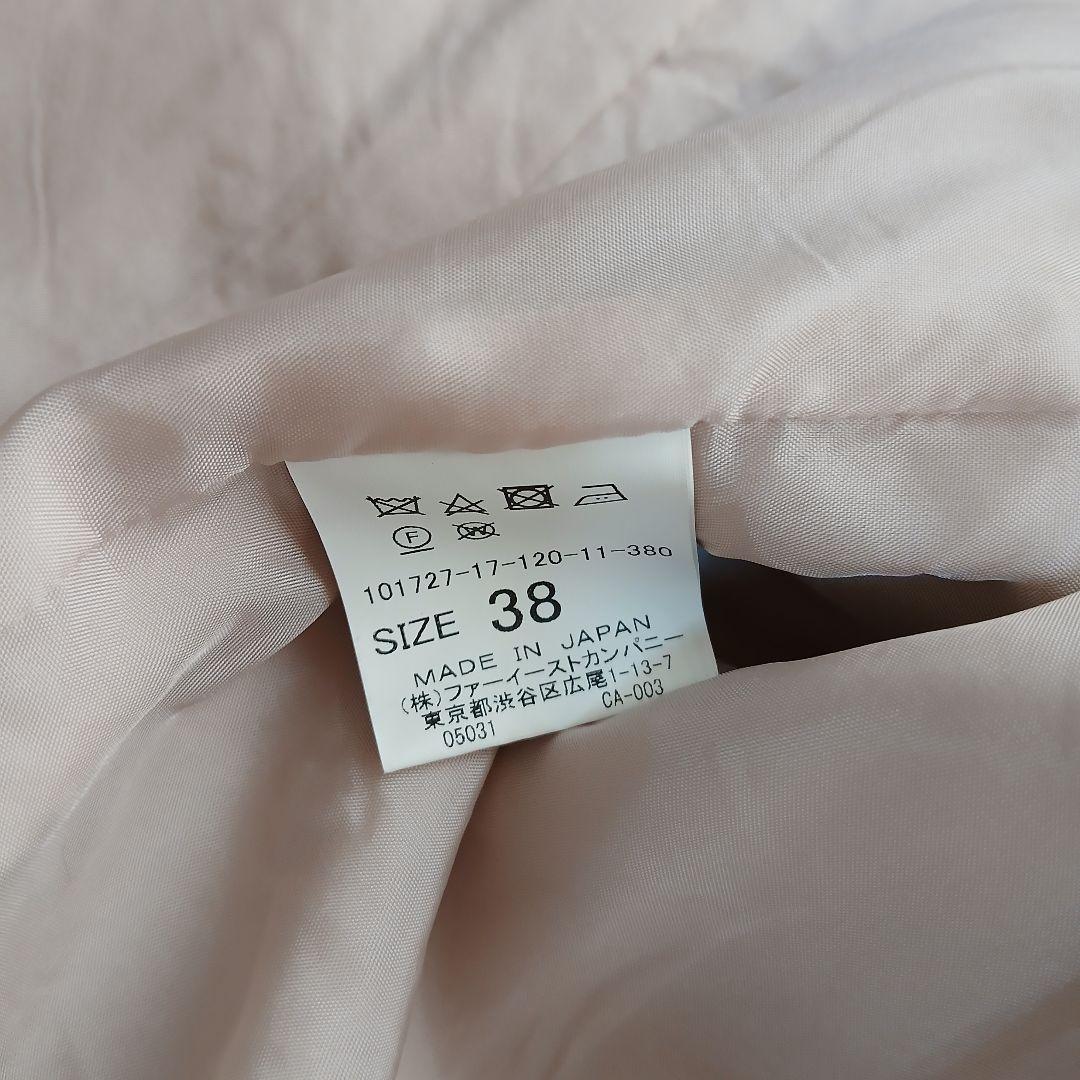 F
W
101727-17-120-11-380
SIZE 38
MADE IN JAPAN
(株)ファーイーストカンパニー
東京都渋谷区広尾1-13-7
05031 CA-003